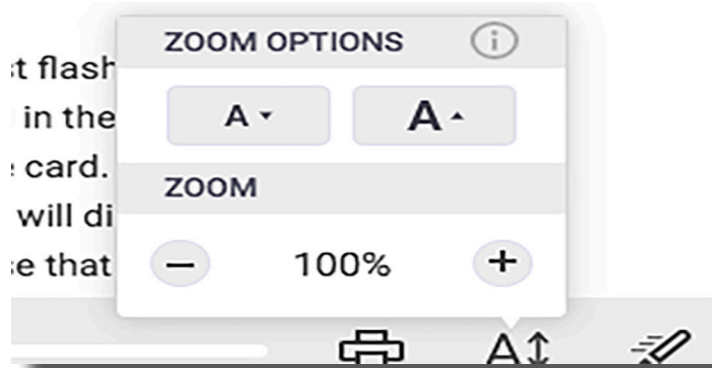 ZOOM OPTIONS
t flash
in the
A A
card.
ZOOM
will di
e that
100%
A